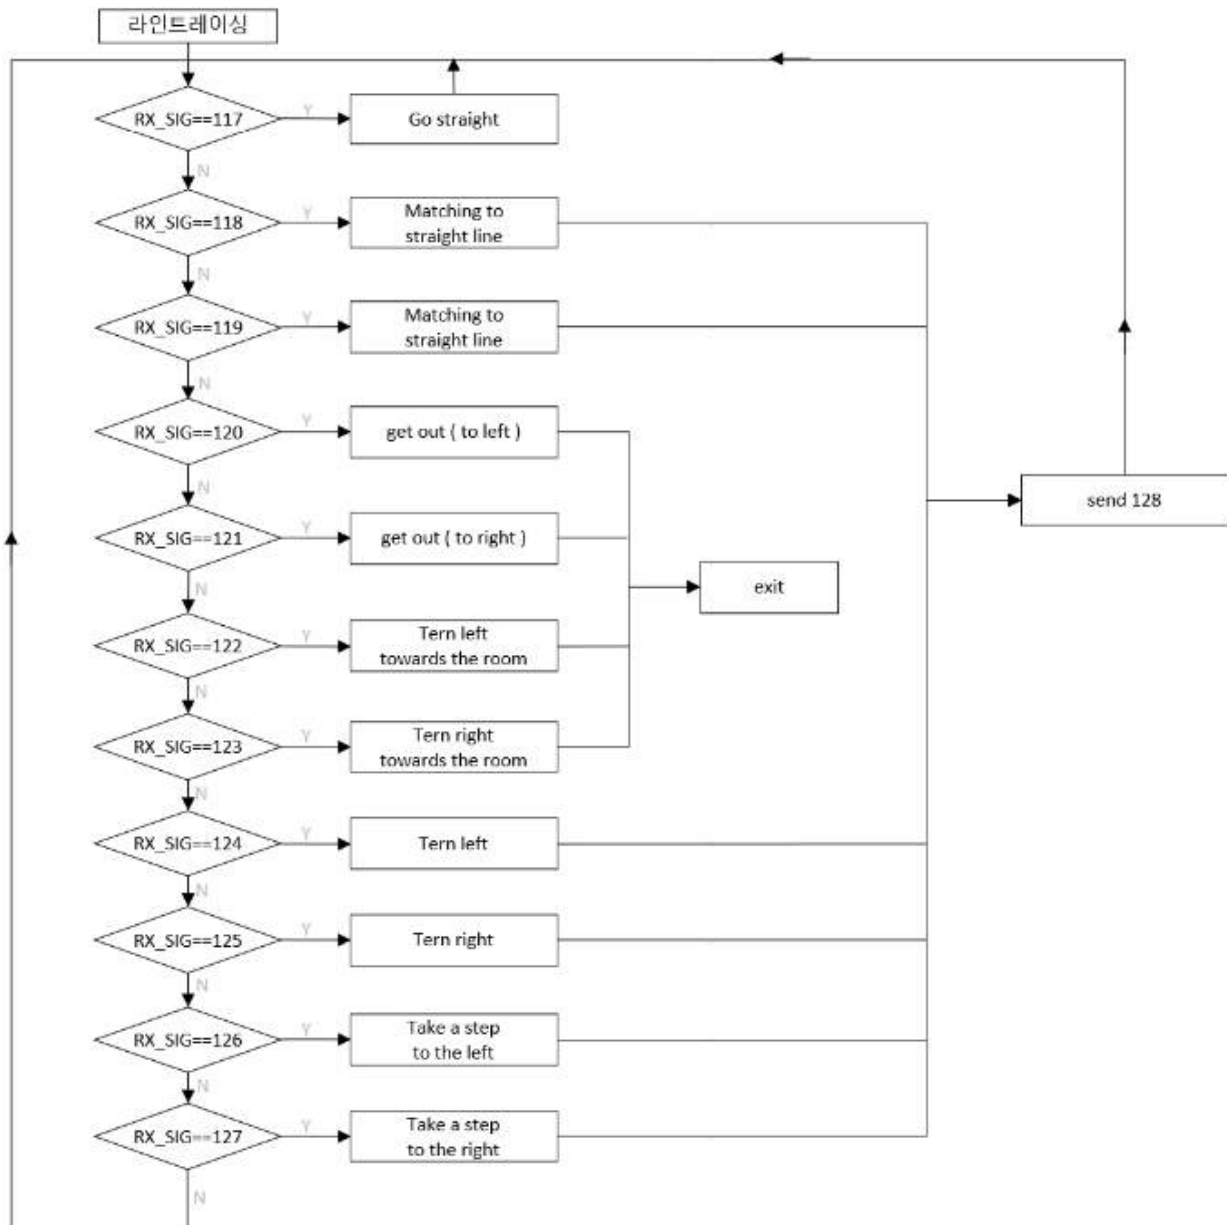 라인트레이싱
RX_SIG==117
Y
Go straight
N
RX_SIG==118
Y
Matching to
straight line
N
RX_SIG==119
Y
Matching to
straight line
N
RX_SIG==120
Y
get out ( to left )
N
send 128
RX_SIG==121
Y
get out ( to right )
N
exit
RX_SIG==122
Y
Tern left
towards the room
N
RX_SIG==123
Y
Tern right
towards the room
N
RX_SIG==124
Y
Tern left
N
RX_SIG==125
Y
Tern right
N
RX_SIG==126
Y
Take a step
to the left
N
RX_SIG==127
Y
Take a step
to the right
N